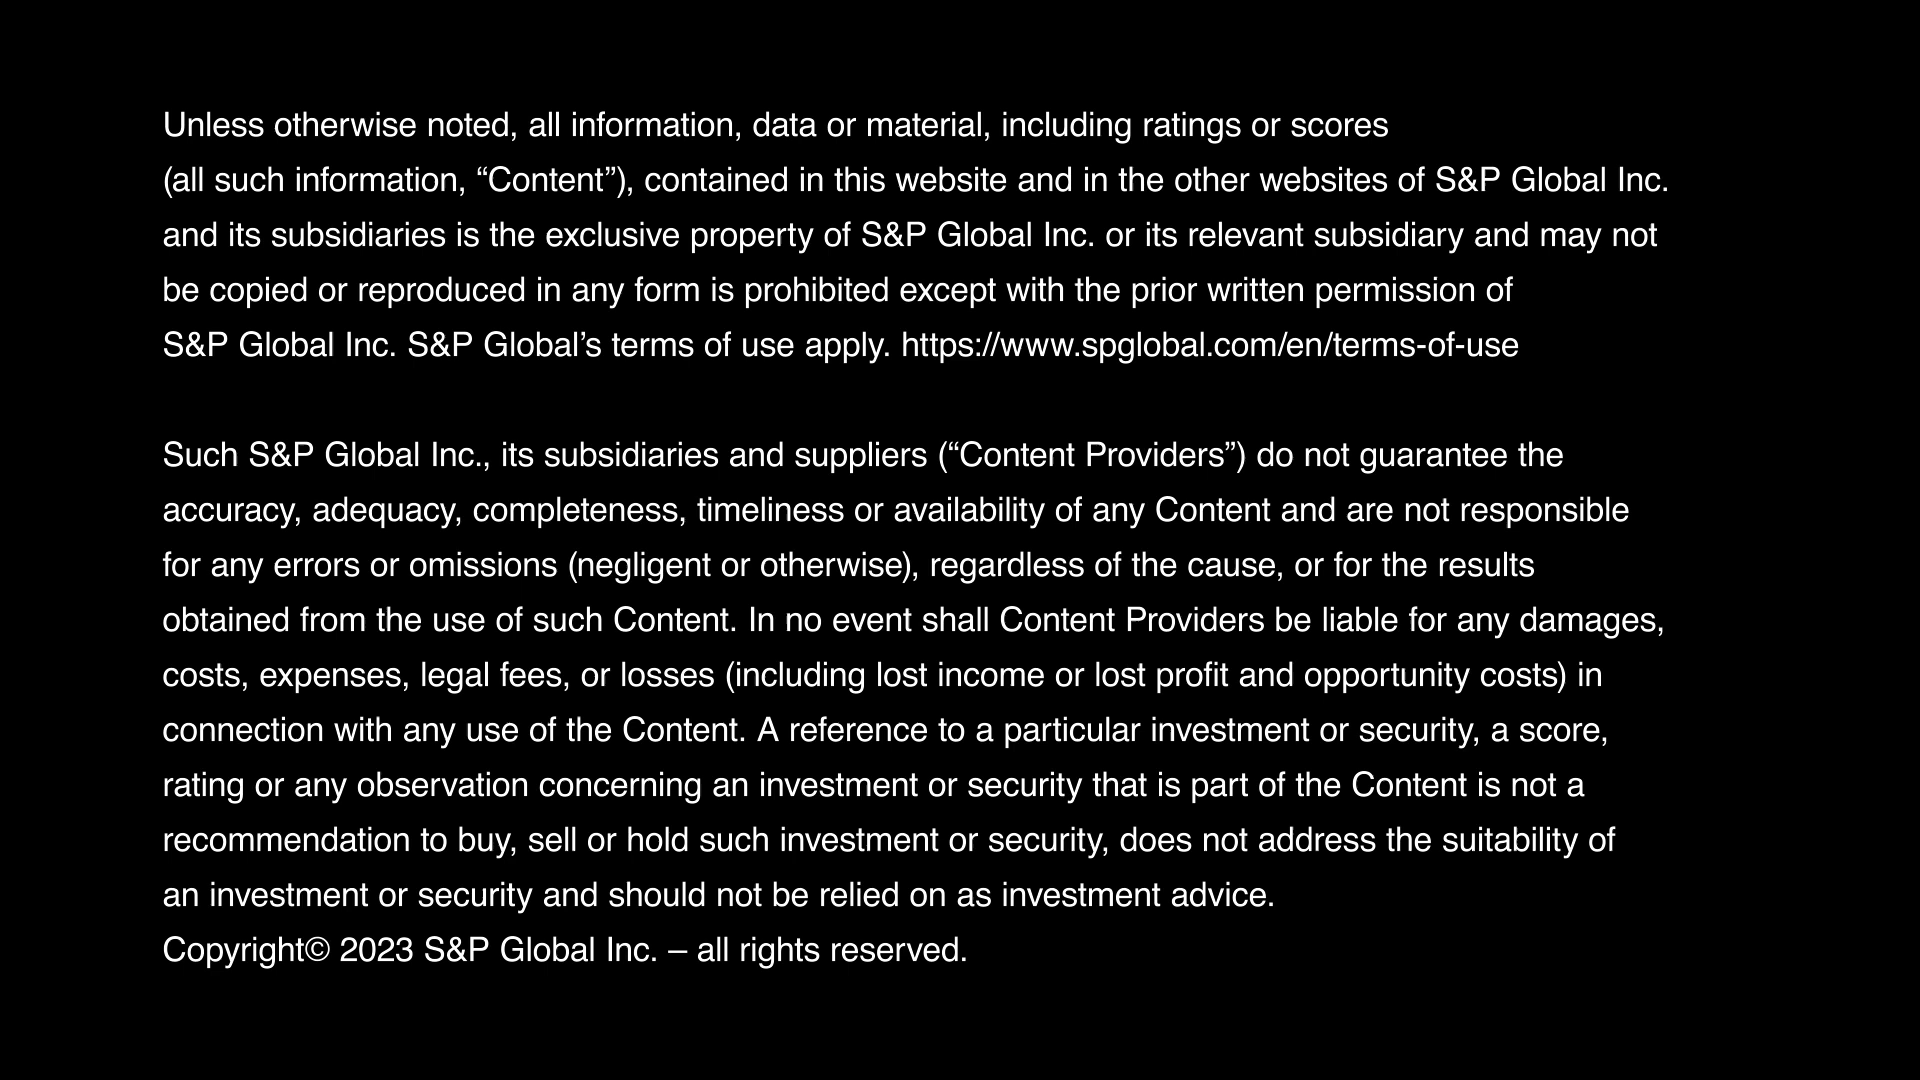 Unless otherwise noted, all information, data or material, including ratings or scores
(all such information, “Content”), contained in this website and in the other websites of S&P Global Inc.
and its subsidiaries is the exclusive property of S&P Global Inc. or its relevant subsidiary and may not
be copied or reproduced in any form is prohibited except with the prior written permission of
S&P Global Inc. S&P Global’s terms of use apply. https://www.spglobal.com/en/terms-of-use
Such S&P Global Inc., its subsidiaries and suppliers (“Content Providers”) do not guarantee the
accuracy, adequacy, completeness, timeliness or availability of any Content and are not responsible
for any errors or omissions (negligent or otherwise), regardless of the cause, or for the results
obtained from the use of such Content. In no event shall Content Providers be liable for any damages,
costs, expenses, legal fees, or losses (including lost income or lost profit and opportunity costs) in
connection with any use of the Content. A reference to a particular investment or security, a score,
rating or any observation concerning an investment or security that is part of the Content is not a
recommendation to buy, sell or hold such investment or security, does not address the suitability of
an investment or security and should not be relied on as investment advice.
Copyright© 2023 S&P Global Inc. – all rights reserved.